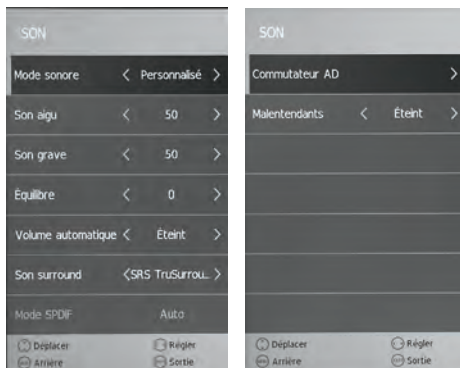 SON
Mode sonore < Personnalisé >
Son aigu < 50 >
Son grave < 50 >
Équilibre < 0 >
Volume automatique < Éteint >
Son surround < SRS TruSurrou... >
Mode SPDIF Auto
Déplacer Régler
Arrière Sortie
SON
Commutateur AD >
Malentendants < Éteint >
Déplacer Régler
Arrière Sortie